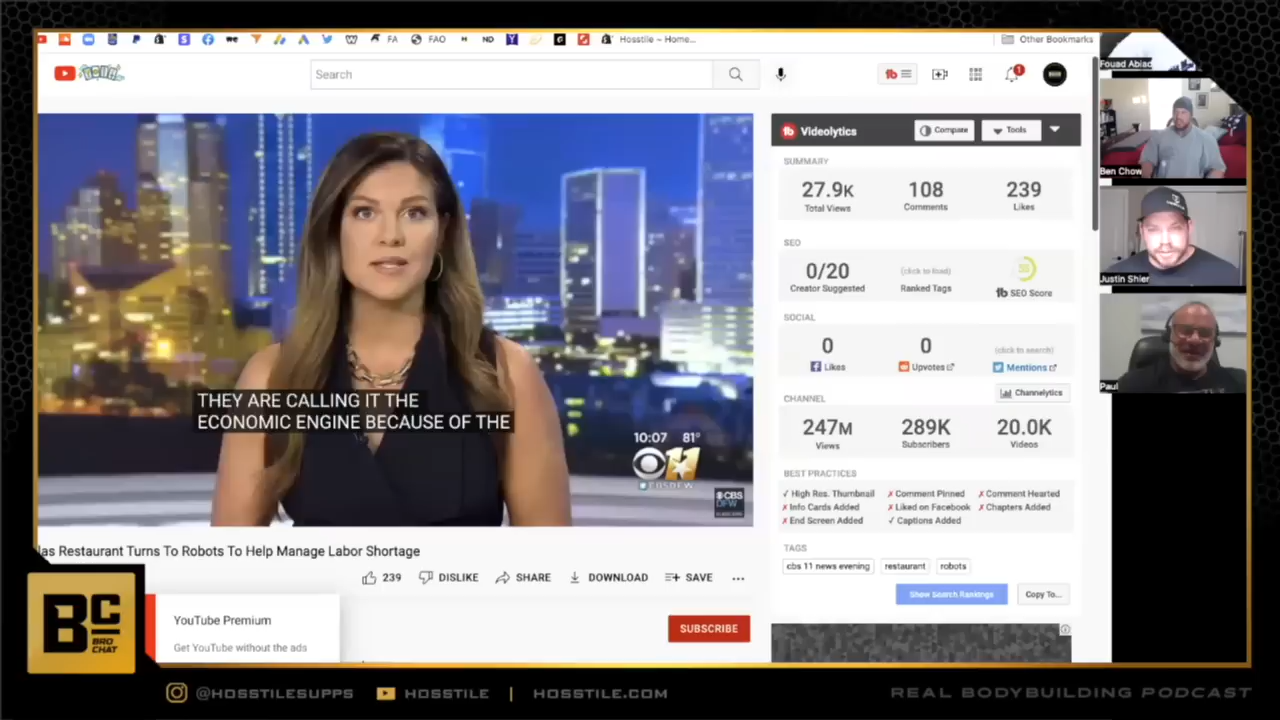 FA
FAO
H
ND
Hosstile ~ Home...
Other Bookmarks
Search
1
Fouad Abiad
Ben Chow
Justin Shier
Paul
Videolytics
Compare
Tools
SUMMARY
27.9K
108
239
Total Views
Comments
Likes
SEO
0/20
(click to load)
Creator Suggested
Ranked Tags
SEO Score
SOCIAL
0
0
(click to search)
Likes
Upvotes
Mentions
Channelytics
CHANNEL
247M
289K
20.0K
Views
Subscribers
Videos
BEST PRACTICES
✓ High Res. Thumbnail
✗ Comment Pinned
✗ Comment Hearted
✗ Info Cards Added
✗ Liked on Facebook
✗ Chapters Added
✗ End Screen Added
✓ Captions Added
TAGS
cbs 11 news evening
restaurant
robots
Show Search Rankings
Copy To...
THEY ARE CALLING IT THE
ECONOMIC ENGINE BECAUSE OF THE
10:07 81°
11
@CBSDFW
CBS
DFW
las Restaurant Turns To Robots To Help Manage Labor Shortage
239
DISLIKE
SHARE
DOWNLOAD
SAVE
YouTube Premium
Get YouTube without the ads
SUBSCRIBE
BC
BRO
CHAT
@HOSSTILESUPPS
HOSSTILE
|
HOSSTILE.COM
REAL BODYBUILDING PODCAST